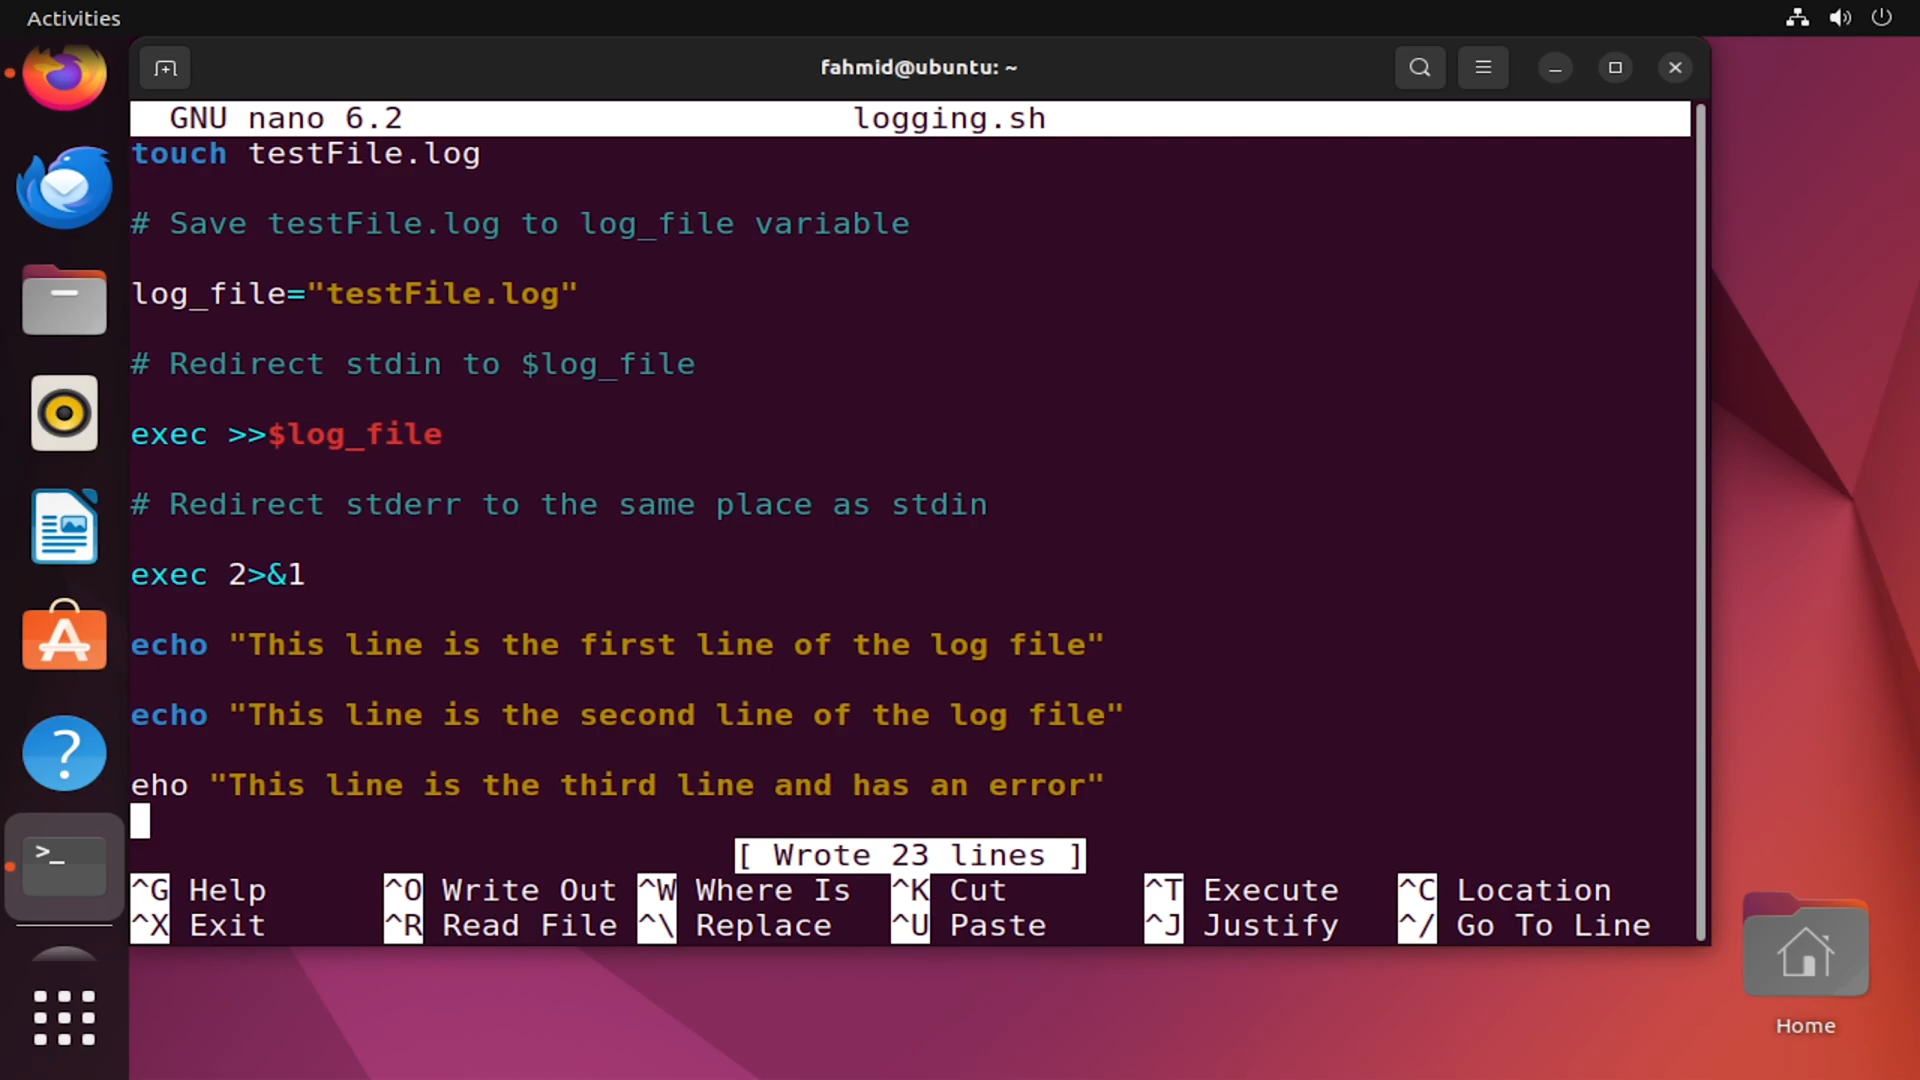 Activities
fahmid@ubuntu: ~
GNU nano 6.2 logging.sh
touch testFile.log
# Save testFile.log to log_file variable
log_file="testFile.log"
# Redirect stdin to $log_file
exec >>$log_file
# Redirect stderr to the same place as stdin
exec 2>&1
echo "This line is the first line of the log file"
echo "This line is the second line of the log file"
eho "This line is the third line and has an error"
[ Wrote 23 lines ]
^G Help ^O Write Out ^W Where Is ^K Cut ^T Execute ^C Location
^X Exit ^R Read File ^\ Replace ^U Paste ^J Justify ^/ Go To Line
Home